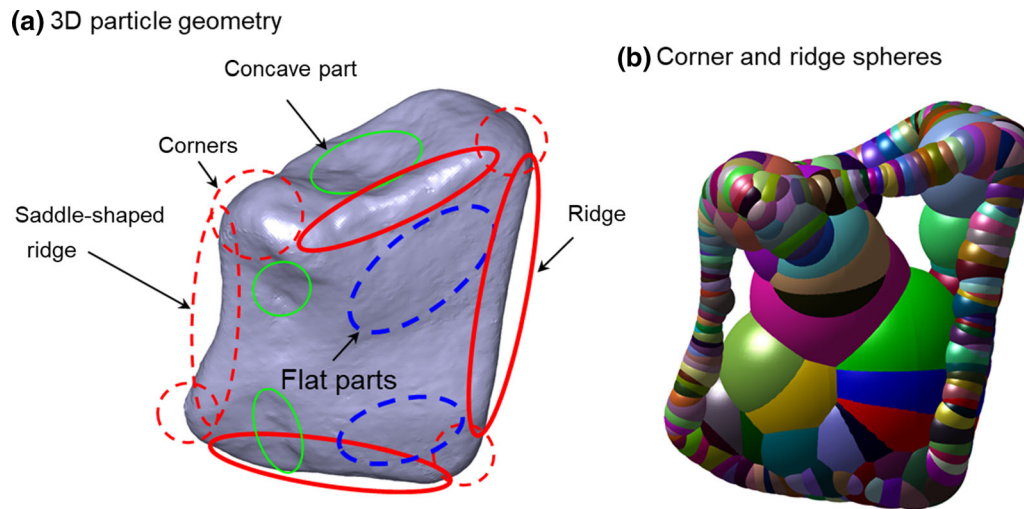 (a) 3D particle geometry
Concave part
Corners
Saddle-shaped
ridge
Ridge
Flat parts
(b) Corner and ridge spheres